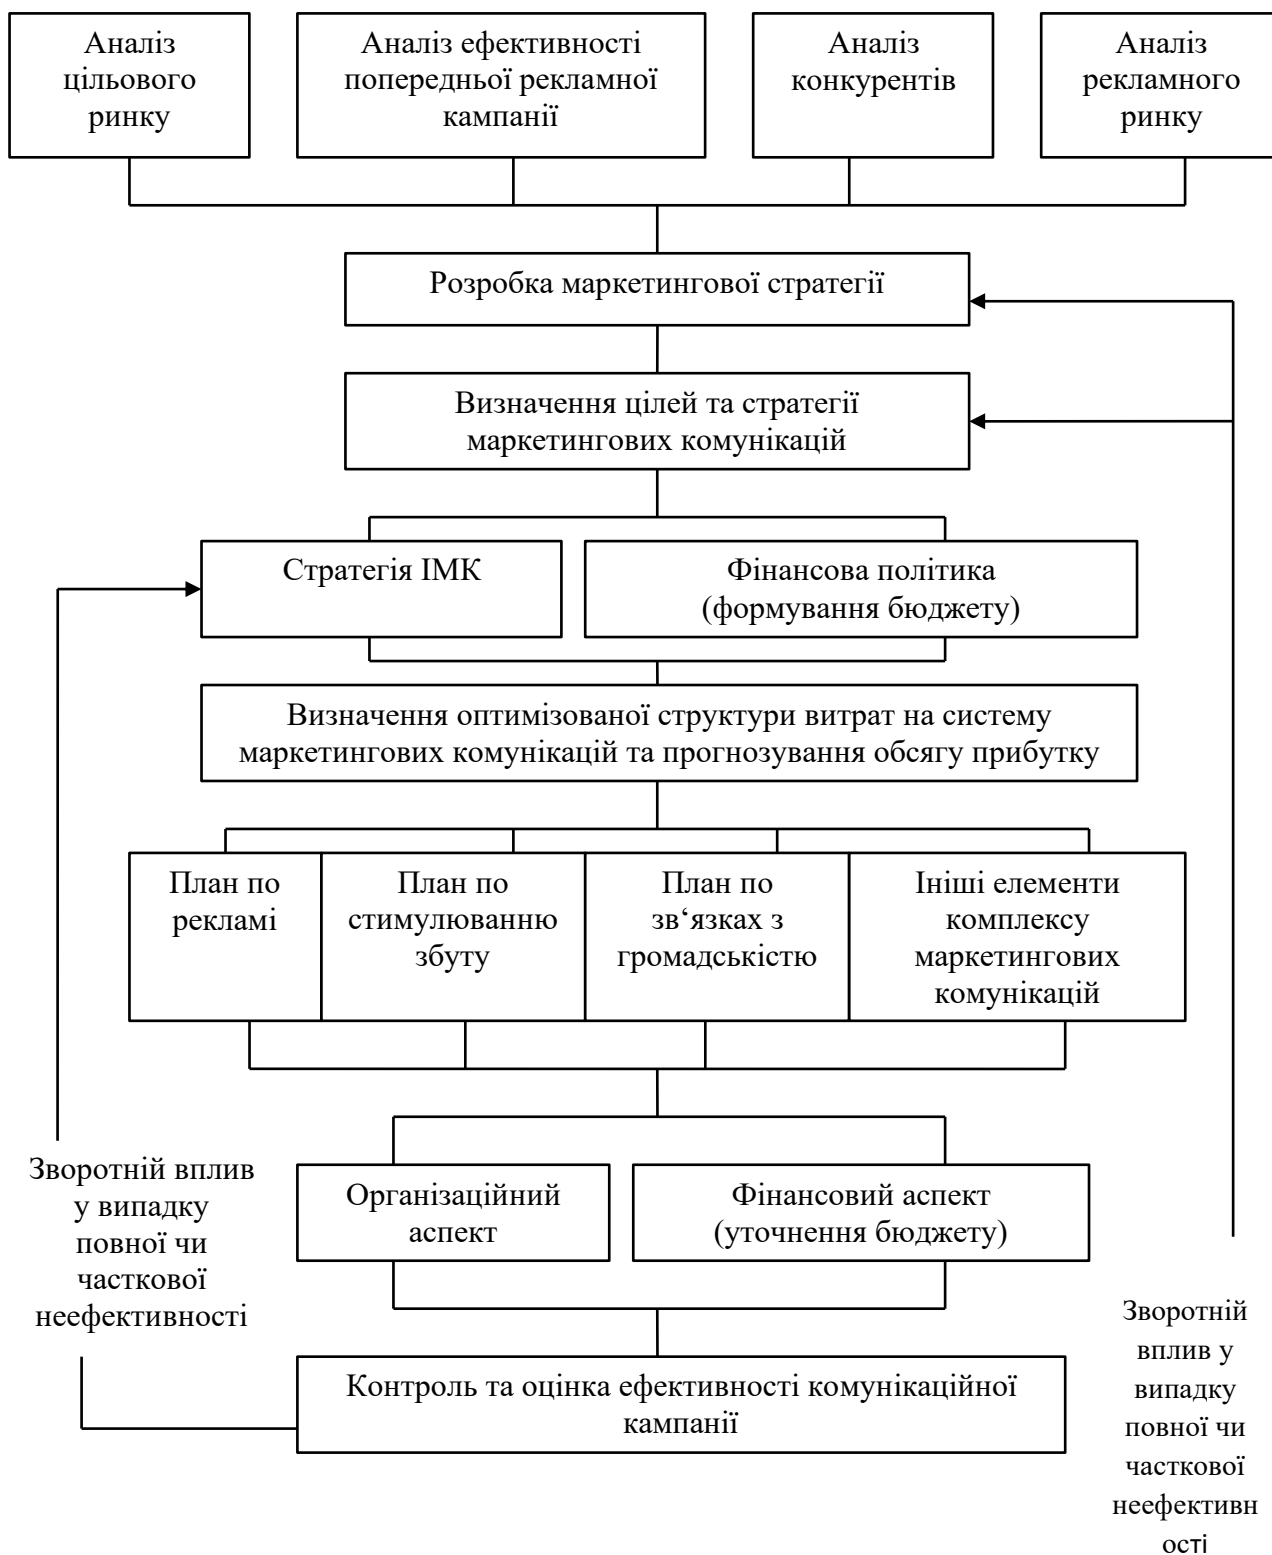 Аналіз
цільового
ринку
Аналіз ефективності
попередньої рекламної
кампанії
Аналіз
конкурентів
Аналіз
рекламного
ринку
Розробка маркетингової стратегії
Визначення цілей та стратегії
маркетингових комунікацій
Стратегія ІМК
Фінансова політика
(формування бюджету)
Визначення оптимізованої структури витрат на систему
маркетингових комунікацій та прогнозування обсягу прибутку
План по
рекламі
План по
стимулюванню
збуту
План по
зв‘язках з
громадськістю
Ініші елементи
комплексу
маркетингових
комунікацій
Зворотній вплив
у випадку
повної чи
часткової
неефективності
Організаційний
аспект
Фінансовий аспект
(уточнення бюджету)
Контроль та оцінка ефективності комунікаційної
кампанії
Зворотній
вплив у
випадку
повної чи
часткової
неефективн
ості